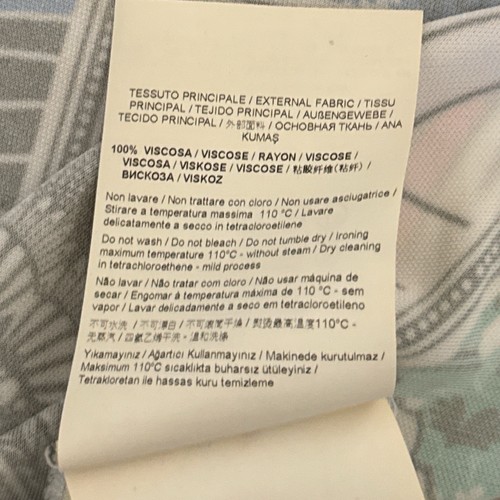 TESSUTO PRINCIPALE / EXTERNAL FABRIC / TISSU
PRINCIPAL / TEJIDO PRINCIPAL / AUßENGEWEBE /
TECIDO PRINCIPAL / 外部面料 / ОСНОВНАЯ ТКАНЬ / ANA
KUMAŞ
100% VISCOSA / VISCOSE / RAYON / VISCOSE /
VISCOSA / VISKOSE / VISCOSE / 粘胶纤维(粘纤) /
ВИСКОЗА / VISKOZ
Non lavare / Non trattare con cloro / Non usare asciugatrice /
Stirare a temperatura massima 110 °C / Lavare
delicatamente a secco in tetracloroetilene
Do not wash / Do not bleach / Do not tumble dry / Ironing
maximum temperature 110°C - without steam / Dry cleaning
in tetrachloroethene - mild process
Não lavar / Não tratar com cloro / Não usar máquina de
secar / Engomar à temperatura máxima de 110 °C - sem
vapor / Lavar delicadamente a seco em tetracloroetileno
不可水洗 / 不可漂白 / 不可滚筒干燥 / 熨烫最高温度110°C -
无蒸汽 / 四氯乙烯干洗 - 温和洗涤
Yıkamayınız / Ağartıcı Kullanmayınız / Makinede kurutulmaz /
Maksimum 110°C sıcaklıkta buharsız ütüleyiniz /
Tetrakloretan ile hassas kuru temizleme